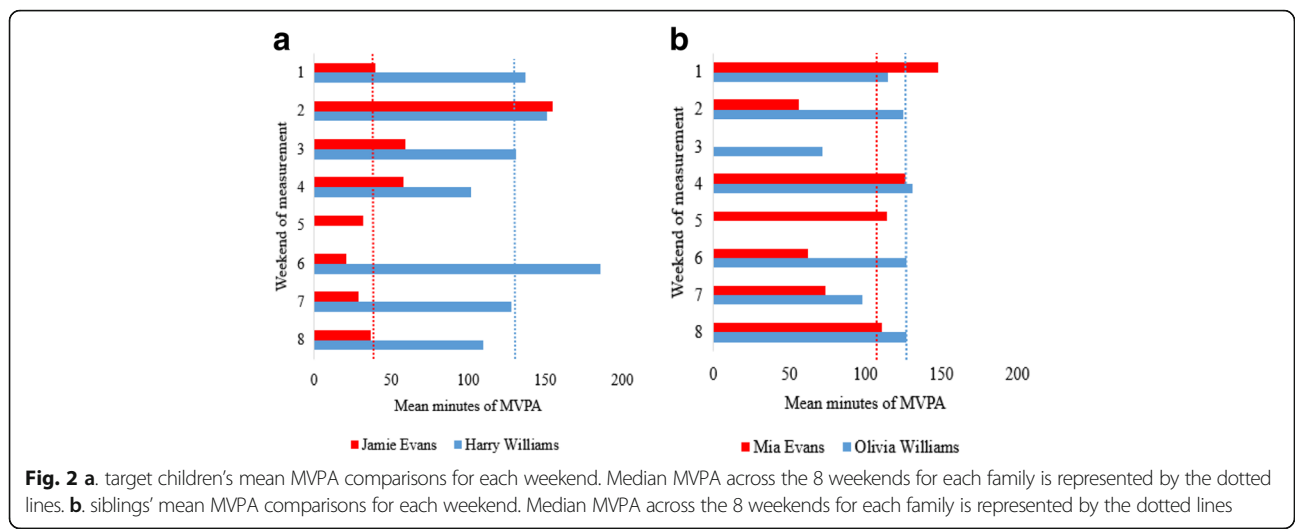 a
Weekend of measurement
1
2
3
4
5
6
7
8
0 50 100 150 200
Mean minutes of MVPA
Jamie Evans Harry Williams
b
Weekend of measurement
1
2
3
4
5
6
7
8
0 50 100 150 200
Mean minutes of MVPA
Mia Evans Olivia Williams
Fig. 2 a. target children’s mean MVPA comparisons for each weekend. Median MVPA across the 8 weekends for each family is represented by the dotted
lines. b. siblings’ mean MVPA comparisons for each weekend. Median MVPA across the 8 weekends for each family is represented by the dotted lines